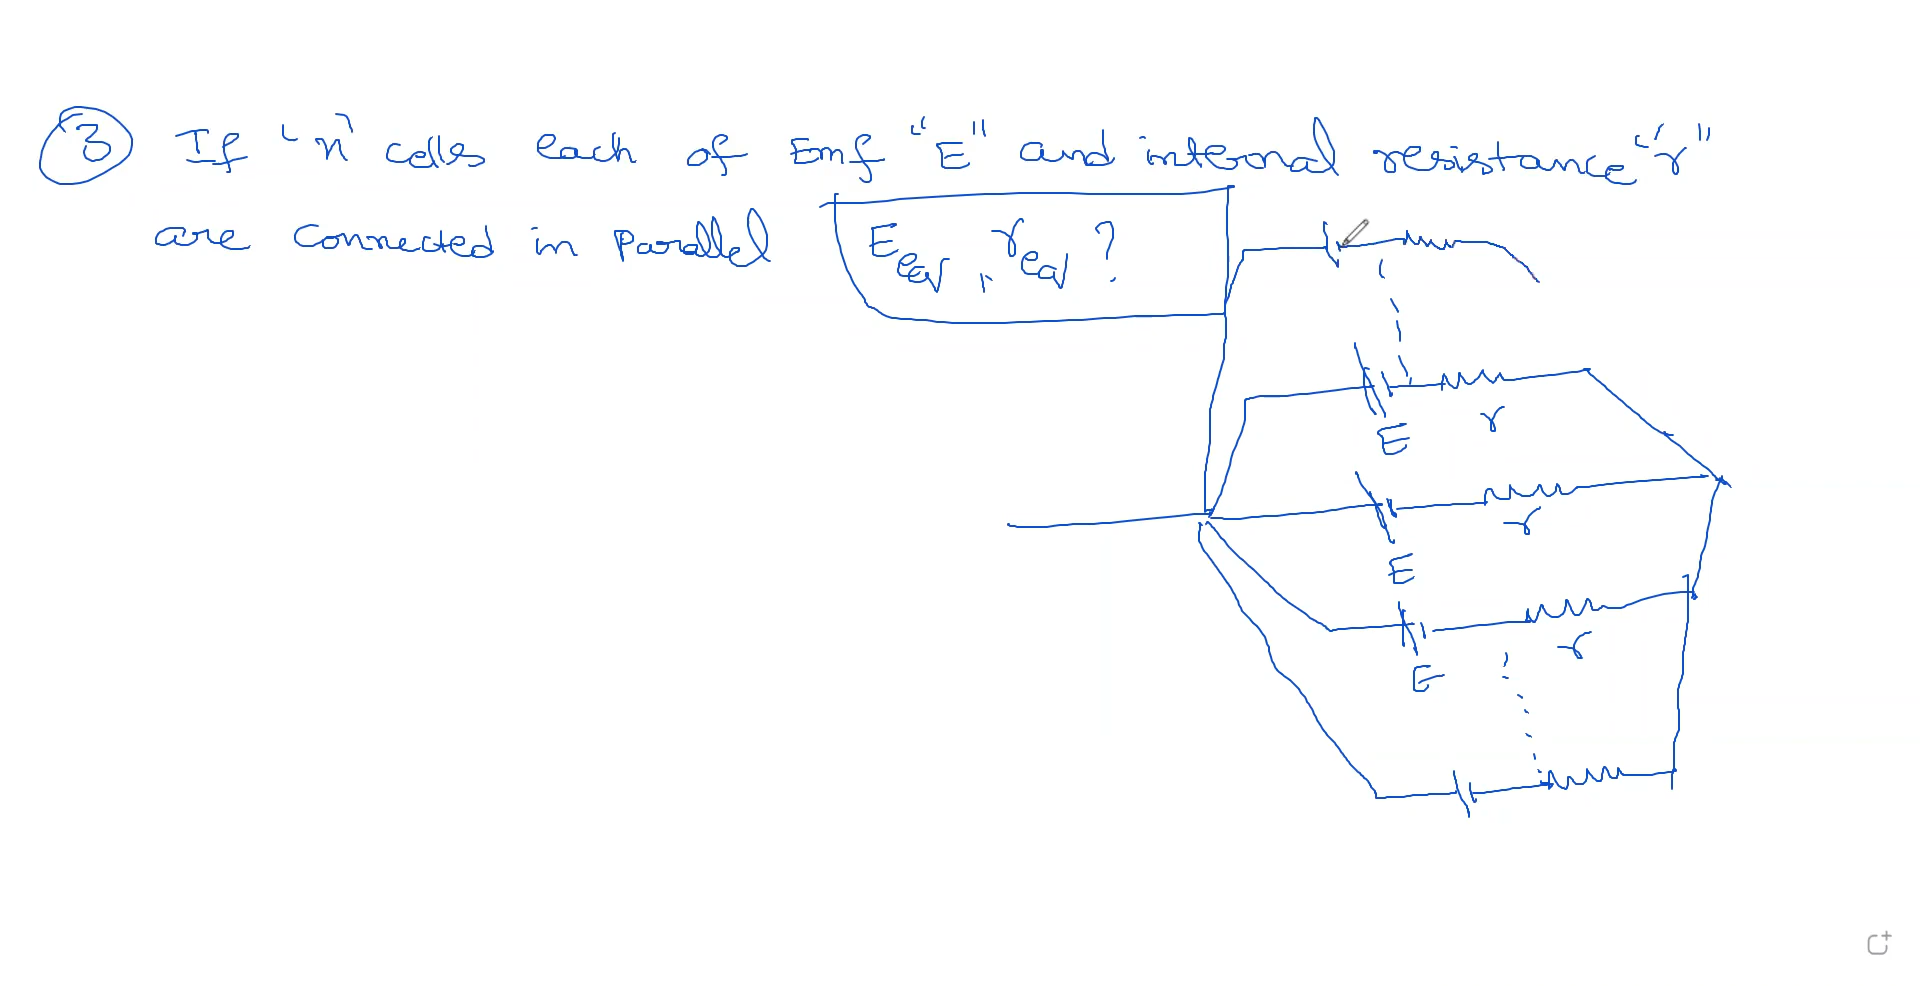 3 If 'n' cells each of Emf "E" and internal resistance "r"
are connected in parallel Eeq, req ?
E r
E r
E r